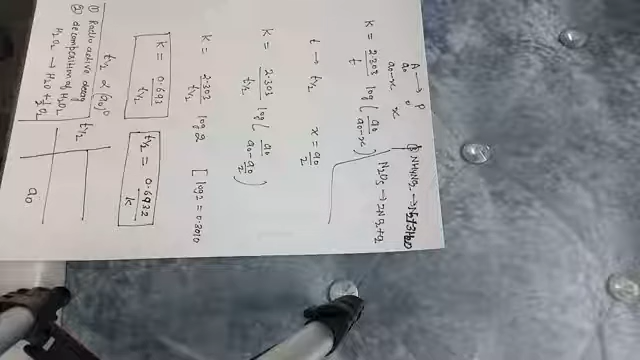 A → P
a₀ 0
a₀-x x
K = 2.303/t log (a₀/a₀-x)
t → t½ x = a₀/2
K = 2.303/t½ log (a₀/a₀-a₀/2)
K = 2.303/t½ log 2 [log 2 = 0.3010
K = 0.693/t½ t½ = 0.6932/K
t½ α (a₀)⁰
① Radio active decay
② decomposition of H₂O₂
H₂O₂ → H₂O + ½O₂
t½
a₀
③ NH₄NO₂ → N₂+2H₂O
N₂O₅ →